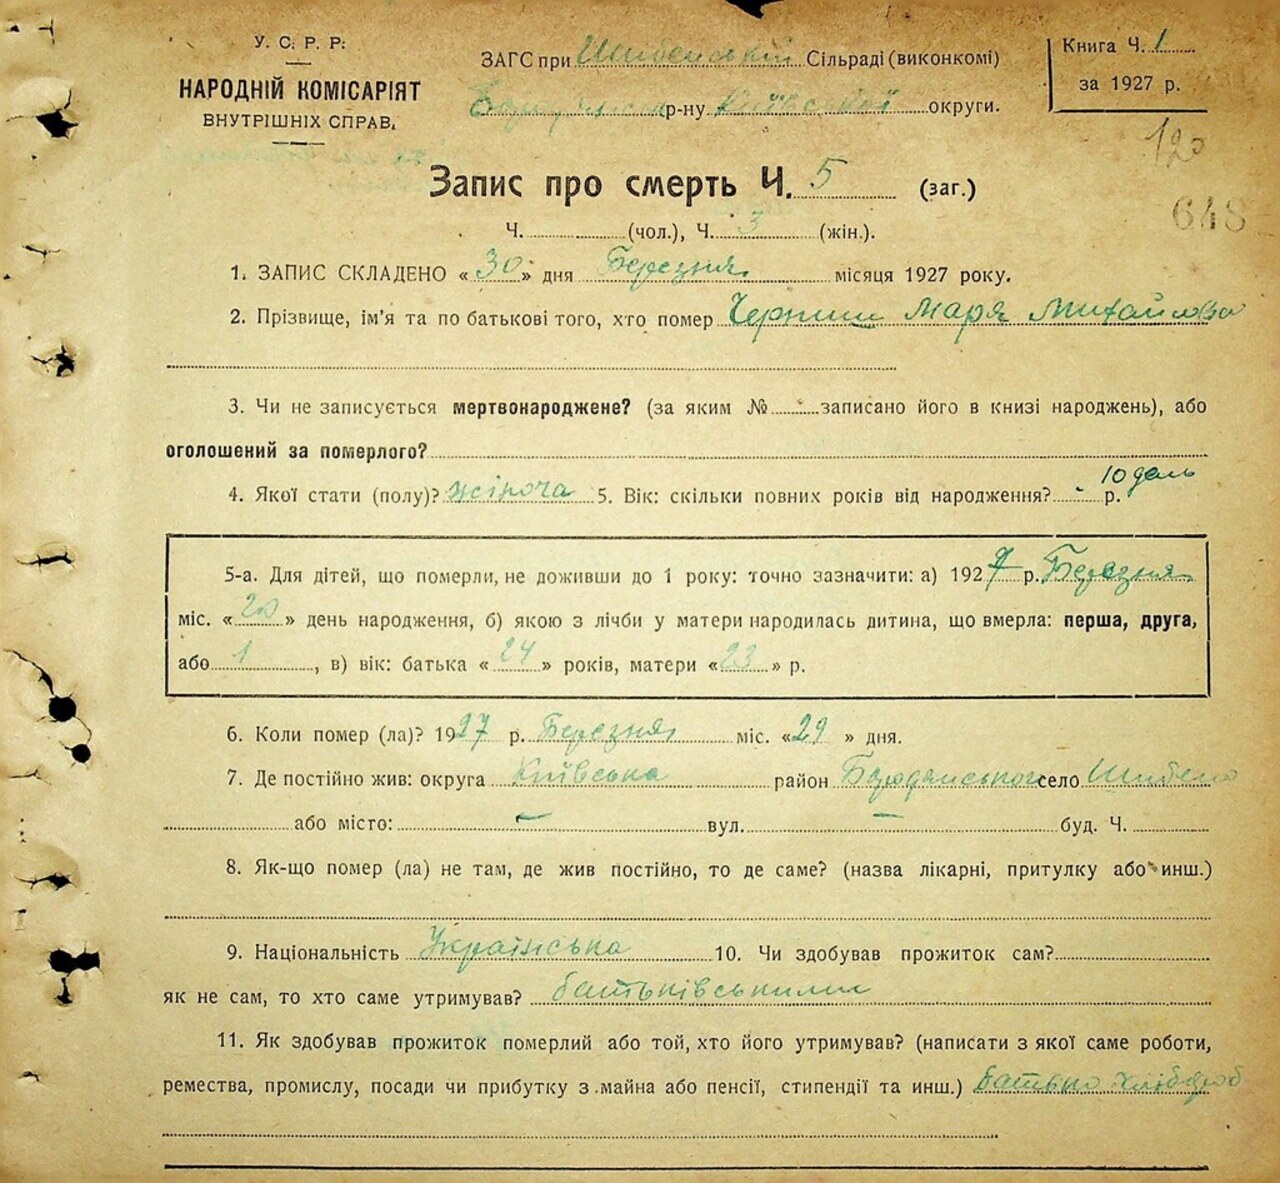 У. С. Р. Р.
НАРОДНІЙ КОМІСАРІЯТ
ВНУТРІШНІХ СПРАВ.
ЗАГС при Шибенській Сільраді (виконкомі)
р-ну Київської округи.
Книга Ч. 1
за 1927 р.
120
648
Запис про смерть Ч. 5 (заг.)
Ч. (чол.), Ч. 3 (жін.).
1. ЗАПИС СКЛАДЕНО «30» дня Березня місяця 1927 року.
2. Прізвище, ім'я та по батькові того, хто помер Черниш Маря Михайловна
3. Чи не записується мертвонароджене? (за яким № - записано його в книзі народжень), або
оголошений за померлого?
4. Якої стати (полу)? жіноча 5. Вік: скільки повних років від народження? - р. 10 день
5-а. Для дітей, що померли, не доживши до 1 року: точно зазначити: а) 1927 р. Березня
міс. «20» день народження, б) якою з лічби у матери народилась дитина, що вмерла: перша, друга,
або 1, в) вік: батька «24» років, матери «23» р.
6. Коли помер (ла)? 1927 р. Березня міс. «29» дня.
7. Де постійно жив: округа Київська район Бородянського село Шибено
або місто: — вул. — буд. Ч.
8. Як-що помер (ла) не там, де жив постійно, то де саме? (назва лікарні, притулку або инш.)
9. Національність Українська 10. Чи здобував прожиток сам?
як не сам, то хто саме утримував? батьківськими
11. Як здобував прожиток померлий або той, хто його утримував? (написати з якої саме роботи,
ремества, промислу, посади чи прибутку з майна або пенсії, стипендії та инш.) батько хлібороб